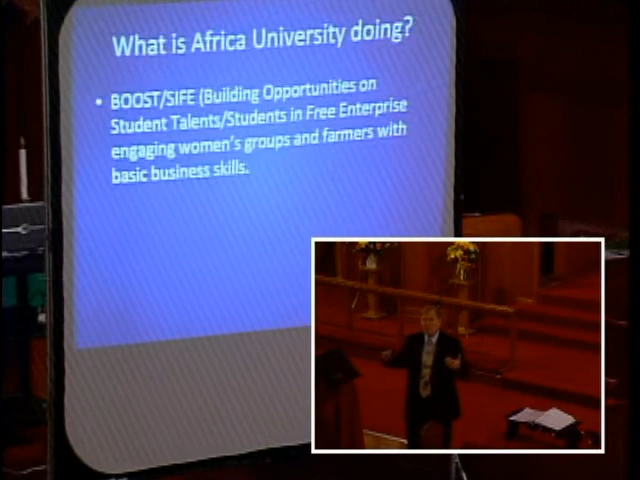 What is Africa University doing?
• BOOST/SIFE (Building Opportunities on
Student Talents/Students in Free Enterprise
engaging women's groups and farmers with
basic business skills.